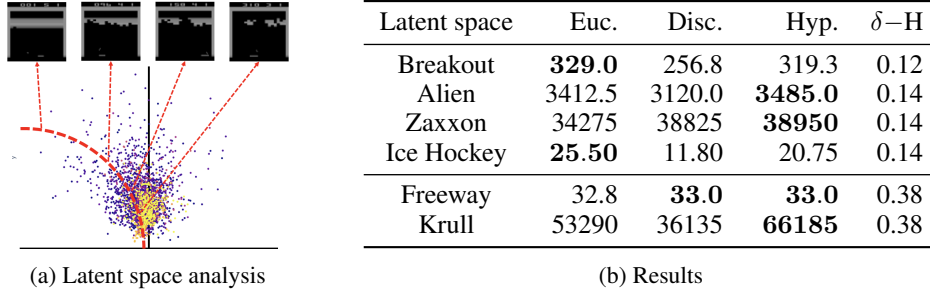 Latent space Euc. Disc. Hyp. δ−H
Breakout 329.0 256.8 319.3 0.12
Alien 3412.5 3120.0 3485.0 0.14
Zaxxon 34275 38825 38950 0.14
Ice Hockey 25.50 11.80 20.75 0.14
Freeway 32.8 33.0 33.0 0.38
Krull 53290 36135 66185 0.38
(a) Latent space analysis
(b) Results